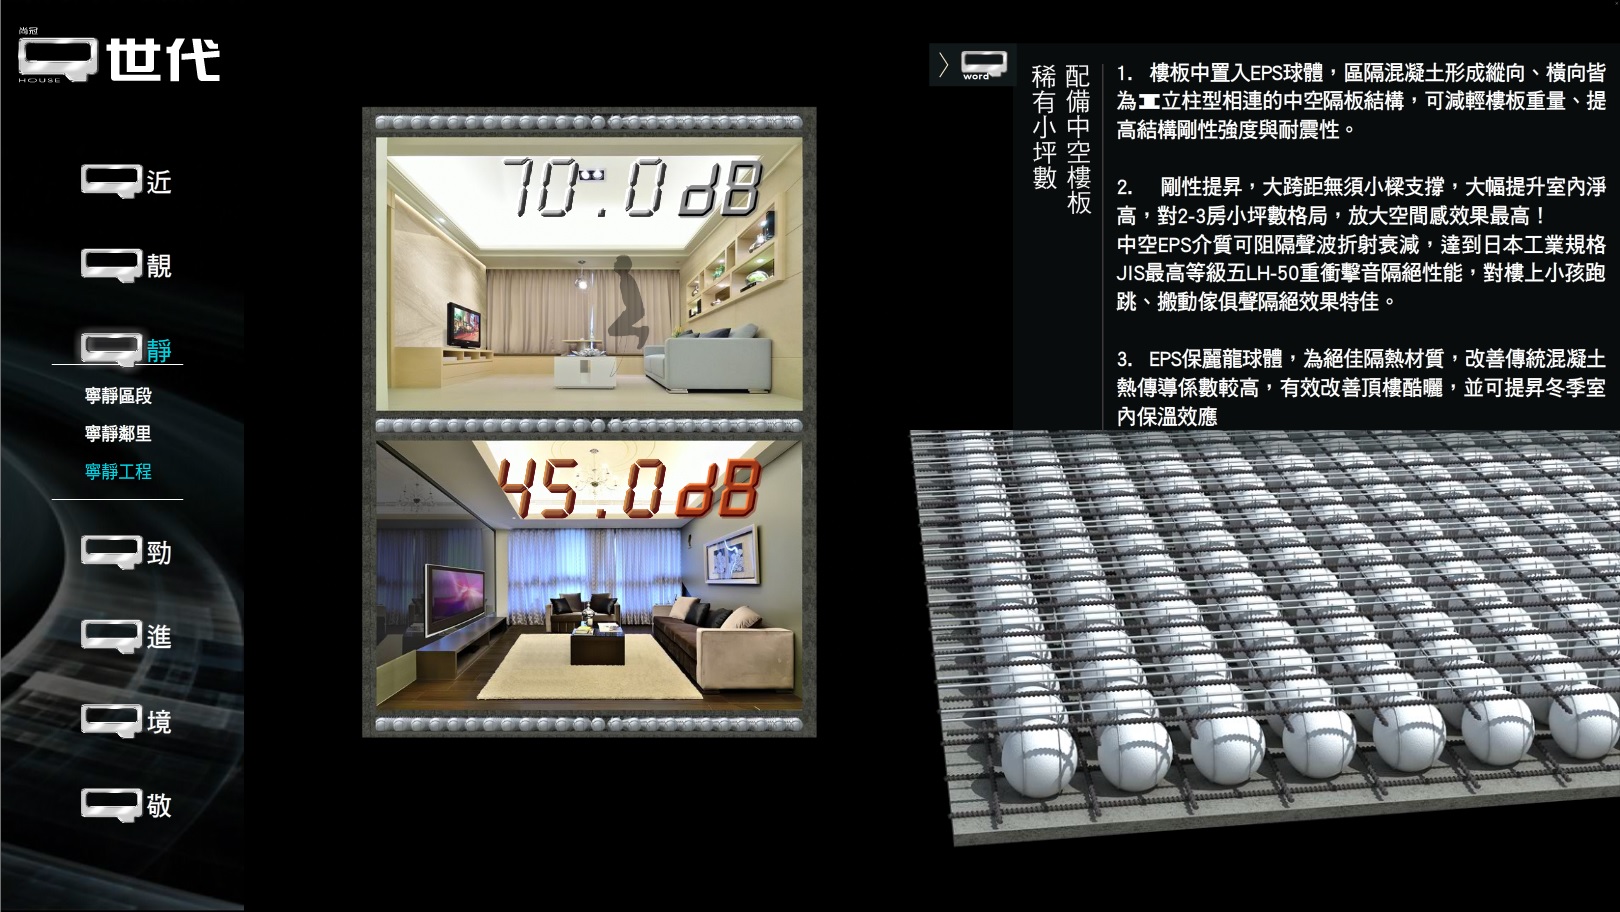 尚冠
HOUSE
世代
近
靚
靜
寧靜區段
寧靜鄰里
寧靜工程
勁
進
境
敬
70.0dB
45.0dB
word
配備中空樓板
稀有小坪數
1. 樓板中置入EPS球體，區隔混凝土形成縱向、橫向皆
為工立柱型相連的中空隔板結構，可減輕樓板重量、提
高結構剛性強度與耐震性。
2. 剛性提昇，大跨距無須小樑支撐，大幅提升室內淨
高，對2-3房小坪數格局，放大空間感效果最高！
中空EPS介質可阻隔聲波折射衰減，達到日本工業規格
JIS最高等級五LH-50重衝擊音隔絕性能，對樓上小孩跑
跳、搬動傢俱聲隔絕效果特佳。
3. EPS保麗龍球體，為絕佳隔熱材質，改善傳統混凝土
熱傳導係數較高，有效改善頂樓酷曬，並可提昇冬季室
內保溫效應